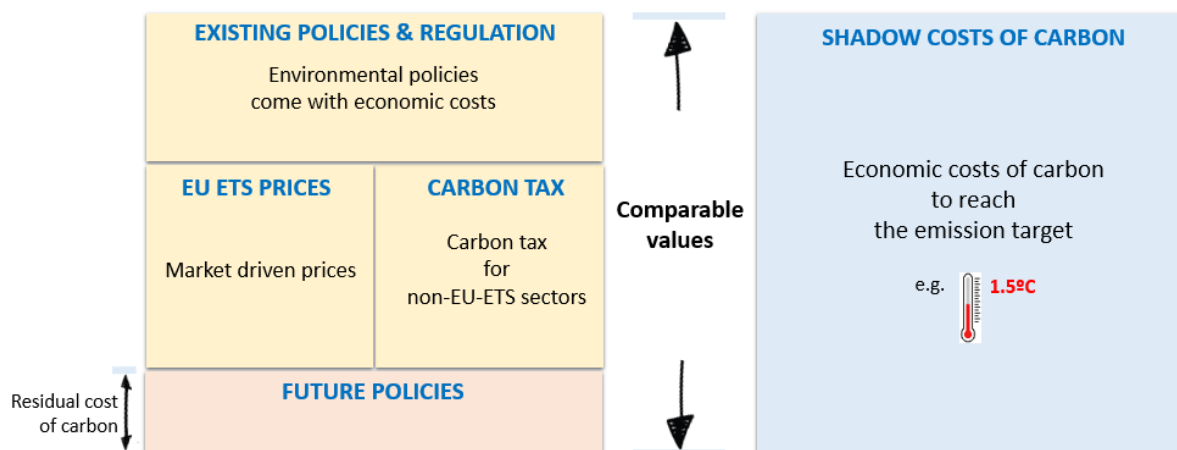 EXISTING POLICIES & REGULATION
Environmental policies
come with economic costs
EU ETS PRICES
Market driven prices
CARBON TAX
Carbon tax
for
non-EU-ETS sectors
FUTURE POLICIES
Residual cost
of carbon
Comparable
values
SHADOW COSTS OF CARBON
Economic costs of carbon
to reach
the emission target
e.g. 1.5ºC